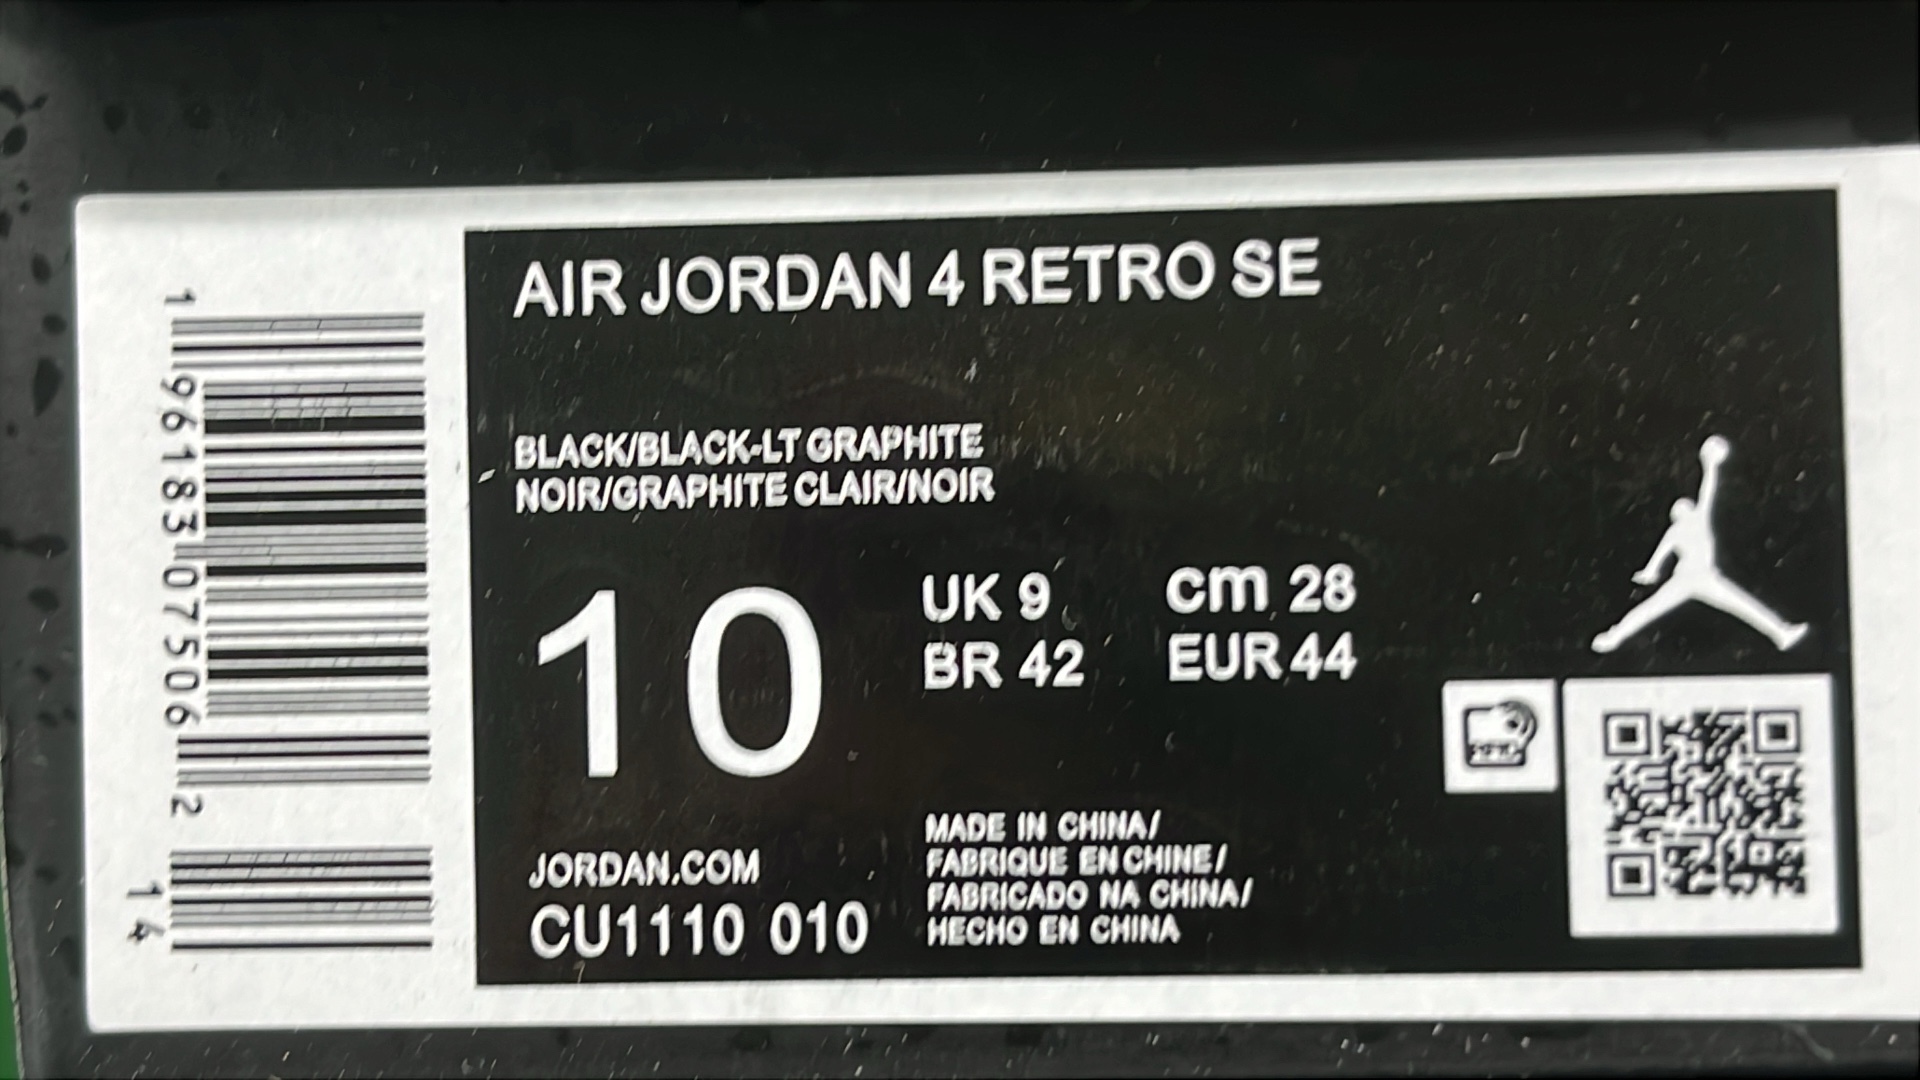 AIR JORDAN 4 RETRO SE
BLACK/BLACK-LT GRAPHITE
NOIR/GRAPHITE CLAIR/NOIR
10
UK 9 cm 28
BR 42 EUR 44
JORDAN.COM
CU1110 010
MADE IN CHINA/
FABRIQUE EN CHINE/
FABRICADO NA CHINA/
HECHO EN CHINA
1 96183 07506 2
14